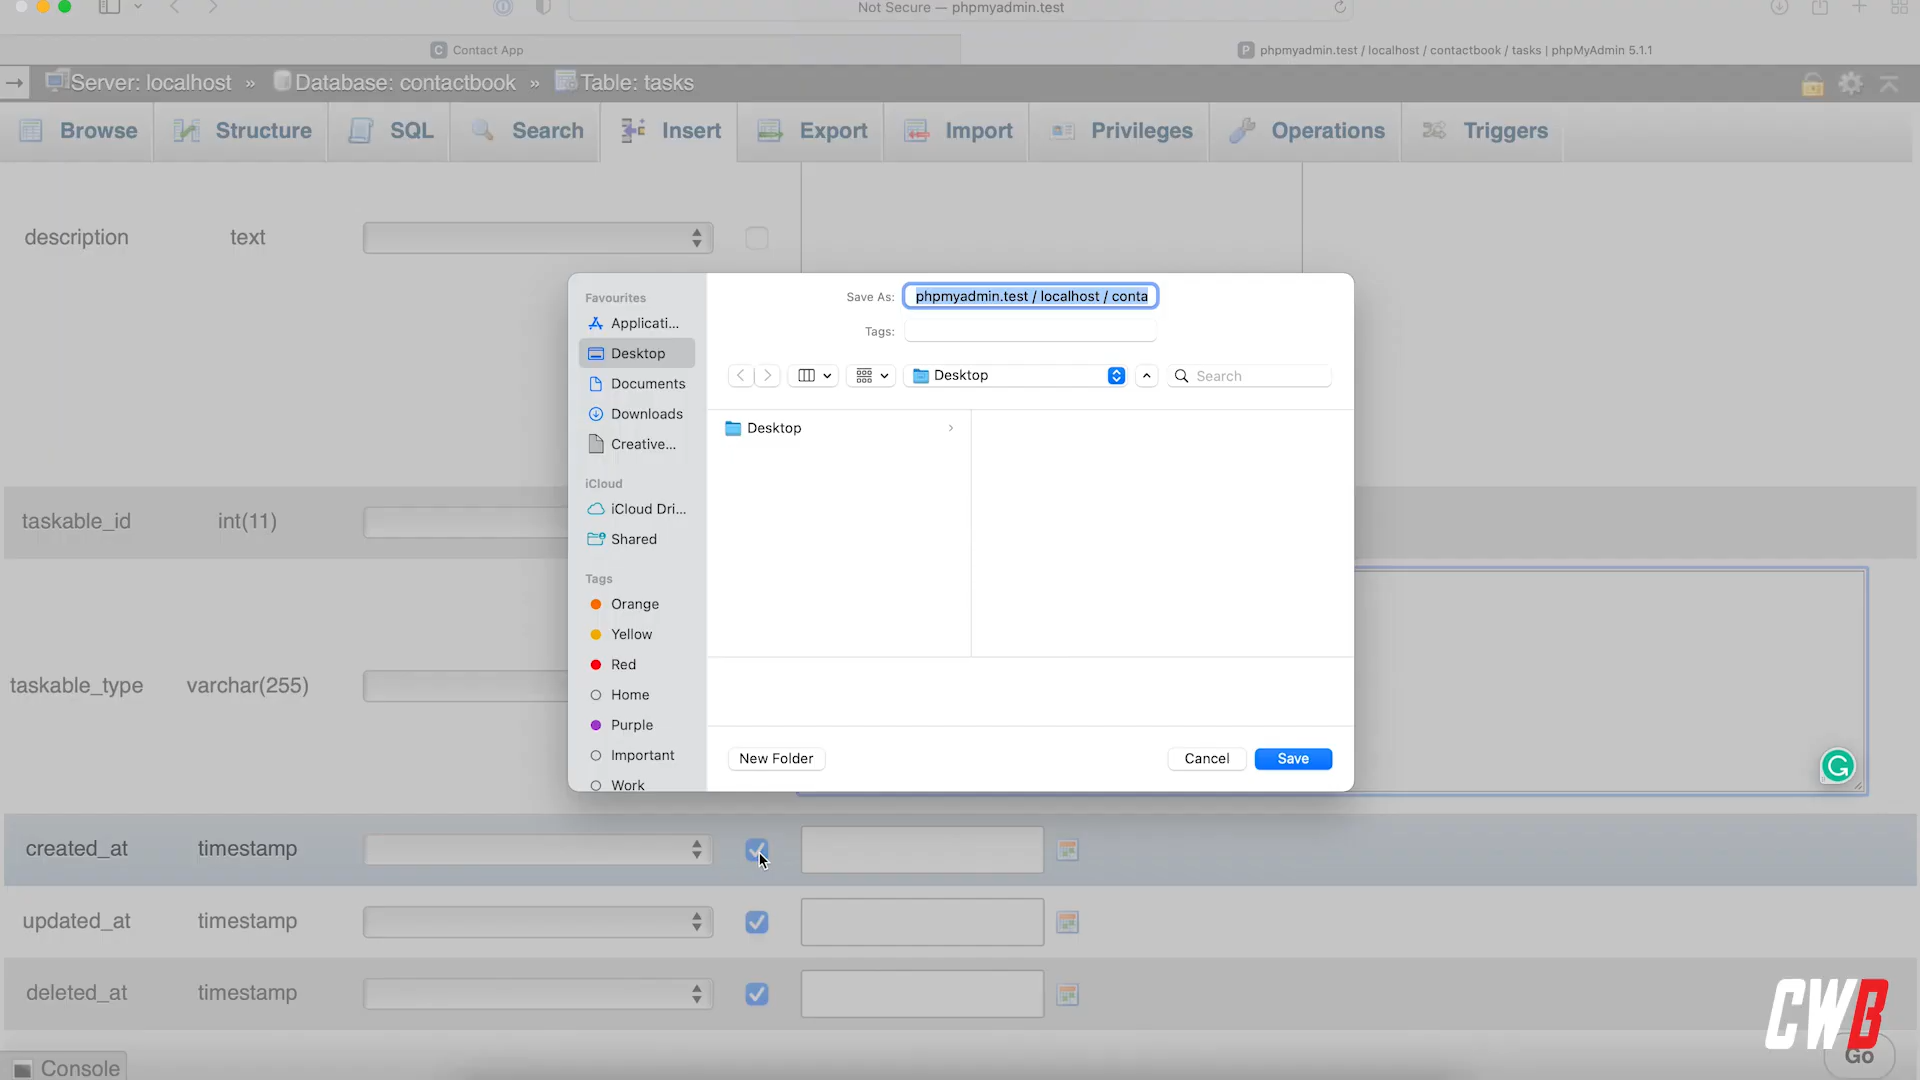 Not Secure — phpmyadmin.test
C Contact App
P phpmyadmin.test / localhost / contactbook / tasks | phpMyAdmin 5.1.1
Server: localhost » Database: contactbook » Table: tasks
Browse Structure SQL Search Insert Export Import Privileges Operations Triggers
description text
Favourites
Save As: phpmyadmin.test / localhost / conta
Applicati...
Tags:
Desktop
Desktop
Search
Documents
Downloads
Desktop
Creative...
iCloud
iCloud Dri...
taskable_id int(11)
Shared
Tags
Orange
Yellow
Red
taskable_type varchar(255)
Home
Purple
Important
New Folder Cancel Save
Work
created_at timestamp
updated_at timestamp
deleted_at timestamp
CWB
Go
Console